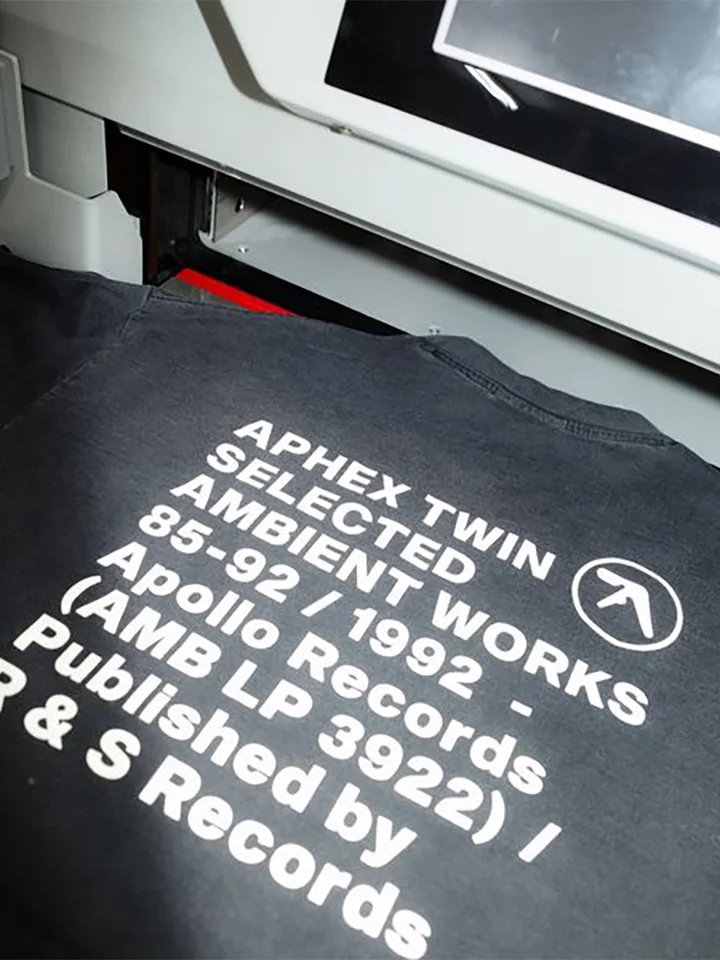 APHEX TWIN
SELECTED
AMBIENT WORKS
85-92 / 1992 -
Apollo Records
(AMB LP 3922) /
Published by
R & S Records